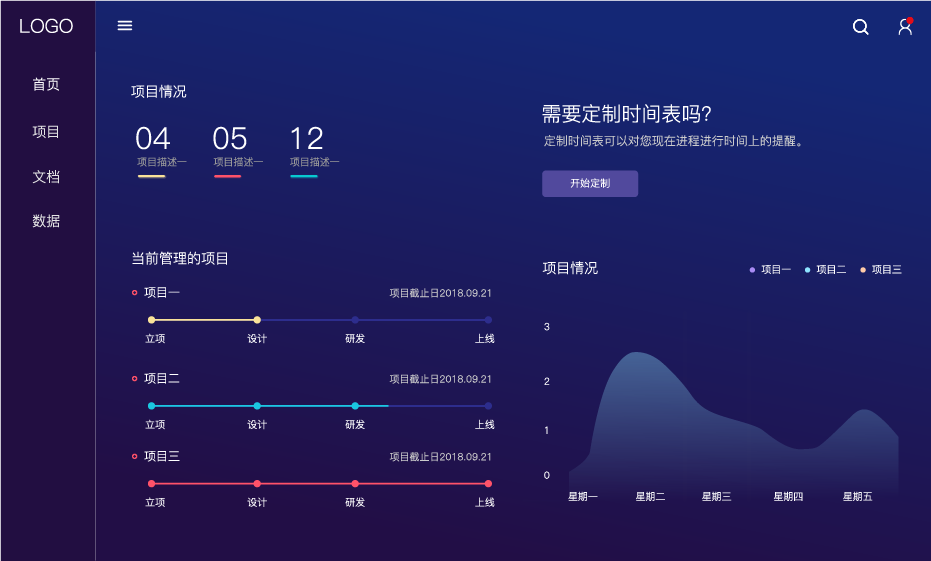 LOGO
首页
项目
文档
数据
项目情况
04 05 12
项目描述一 项目描述一 项目描述一
需要定制时间表吗?
定制时间表可以对您现在进程进行时间上的提醒。
开始定制
当前管理的项目
项目一 项目截止日2018.09.21
立项 设计 研发 上线
项目二 项目截止日2018.09.21
立项 设计 研发 上线
项目三 项目截止日2018.09.21
立项 设计 研发 上线
项目情况 项目一 项目二 项目三
3
2
1
0
星期一 星期二 星期三 星期四 星期五